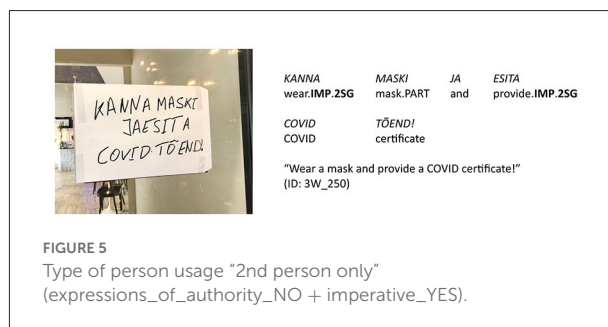 KANNA MASKI
JA ESITA
COVID-TÕEND!
KANNA MASKI JA ESITA
wear.IMP.2SG mask.PART and provide.IMP.2SG
COVID TÕEND!
COVID certificate
“Wear a mask and provide a COVID certificate!”
(ID: 3W_250)
FIGURE 5
Type of person usage “2nd person only”
(expressions_of_authority_NO + imperative_YES).